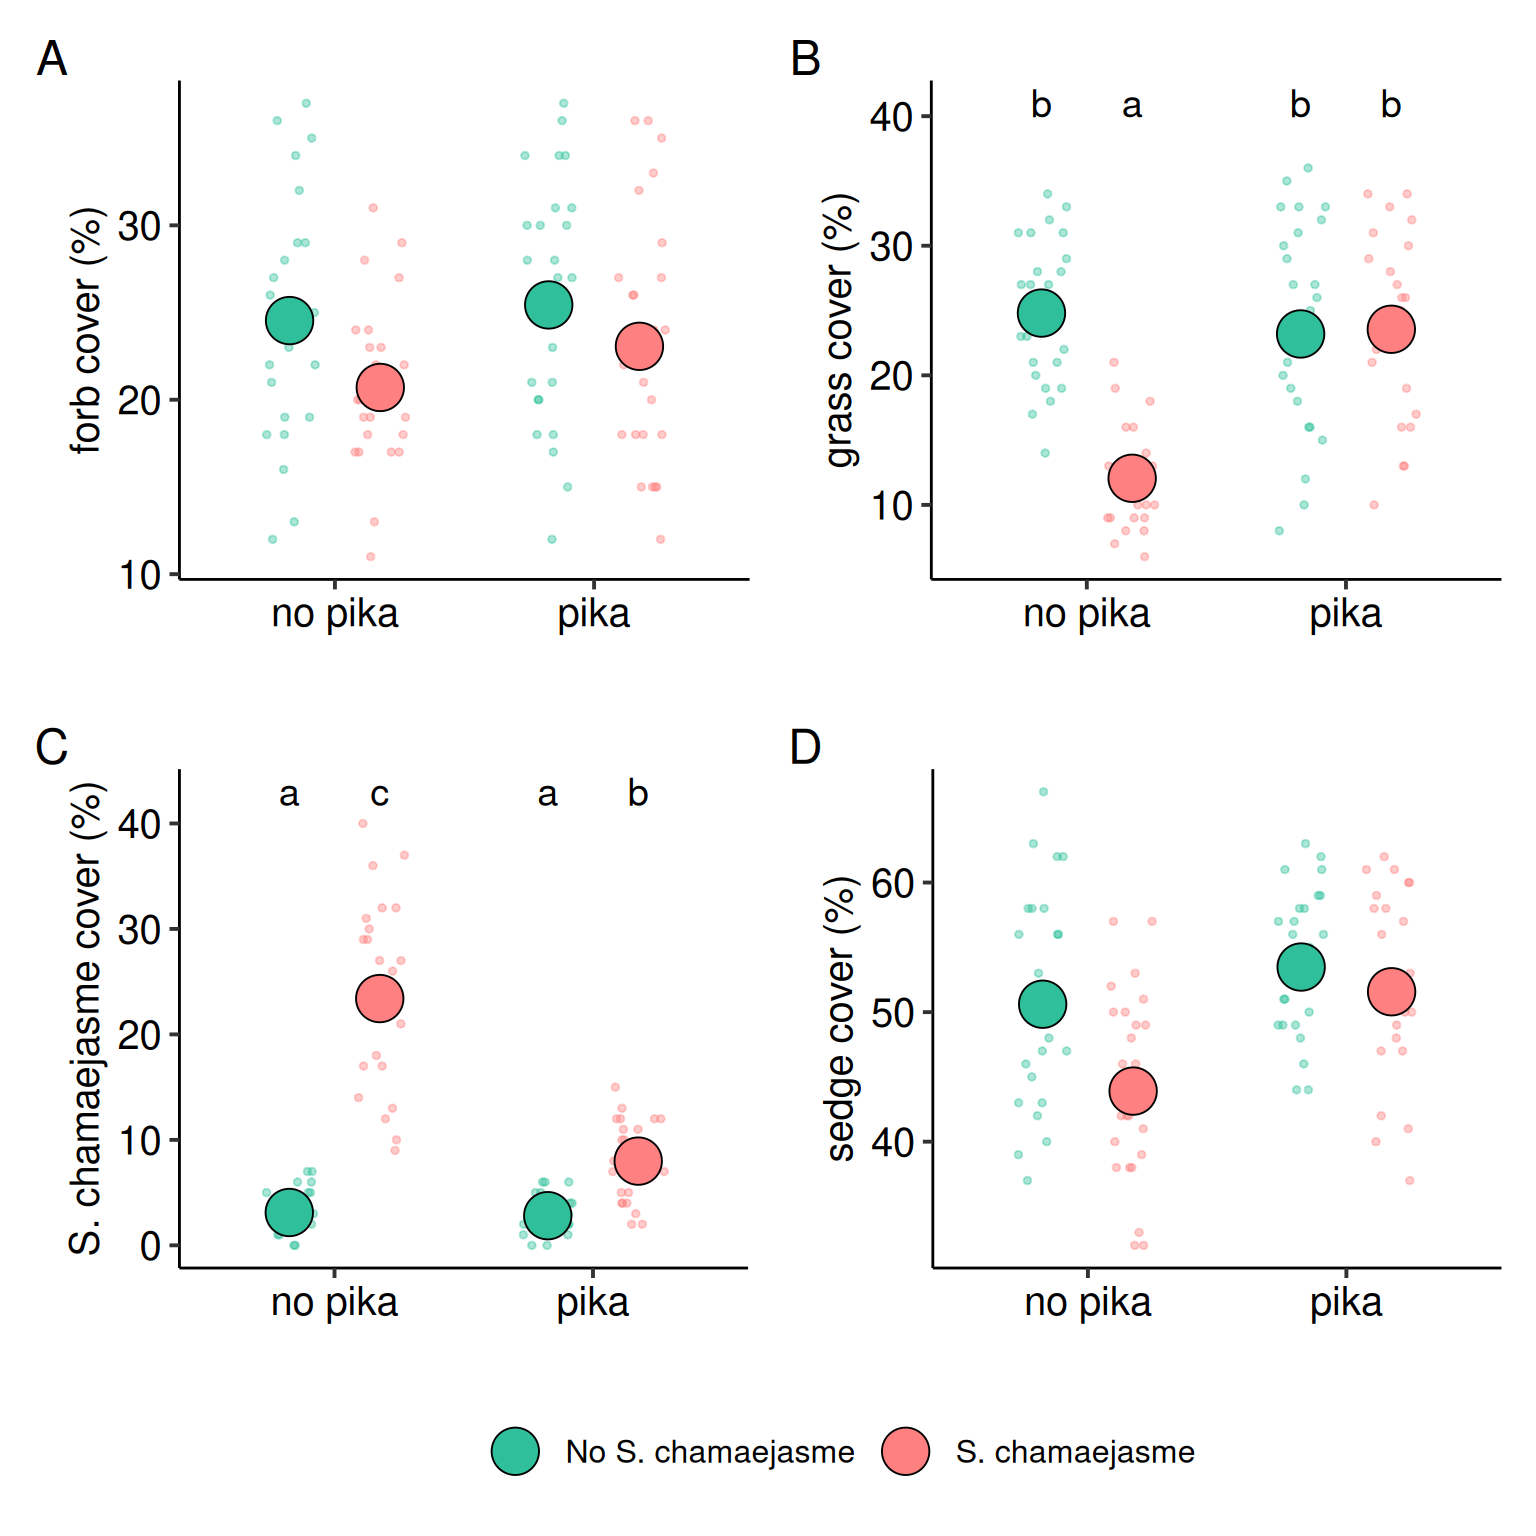 A
forb cover (%)
30
20
10
no pika
pika
B
grass cover (%)
40
30
20
10
b
a
b
b
no pika
pika
C
S. chamaejasme cover (%)
40
30
20
10
0
a
c
a
b
no pika
pika
D
sedge cover (%)
60
50
40
no pika
pika
No S. chamaejasme
S. chamaejasme